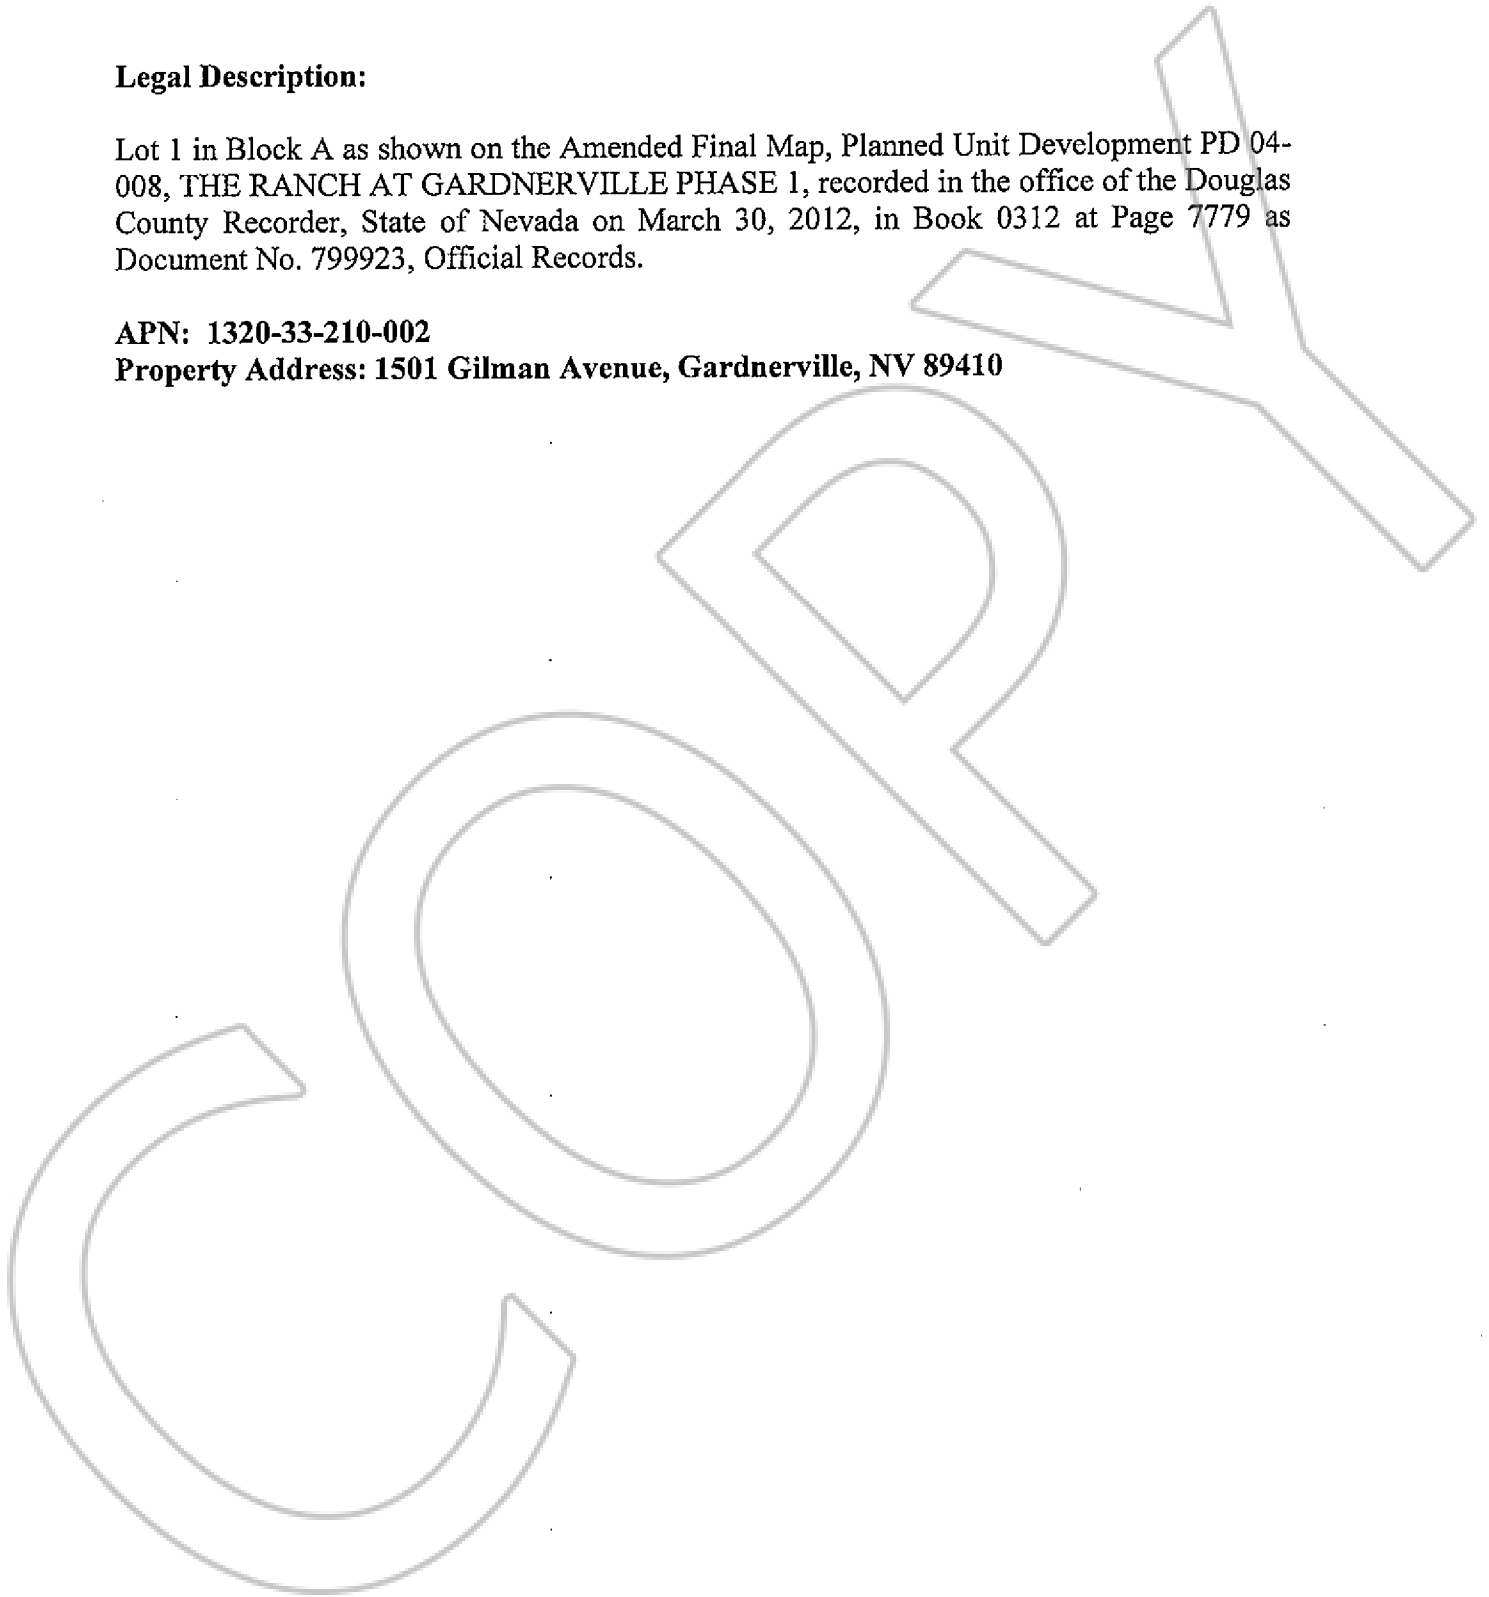 Legal Description:
Lot 1 in Block A as shown on the Amended Final Map, Planned Unit Development PD 04-
008, THE RANCH AT GARDNERVILLE PHASE 1, recorded in the office of the Douglas
County Recorder, State of Nevada on March 30, 2012, in Book 0312 at Page 7779 as
Document No. 799923, Official Records.
APN: 1320-33-210-002
Property Address: 1501 Gilman Avenue, Gardnerville, NV 89410
COPY